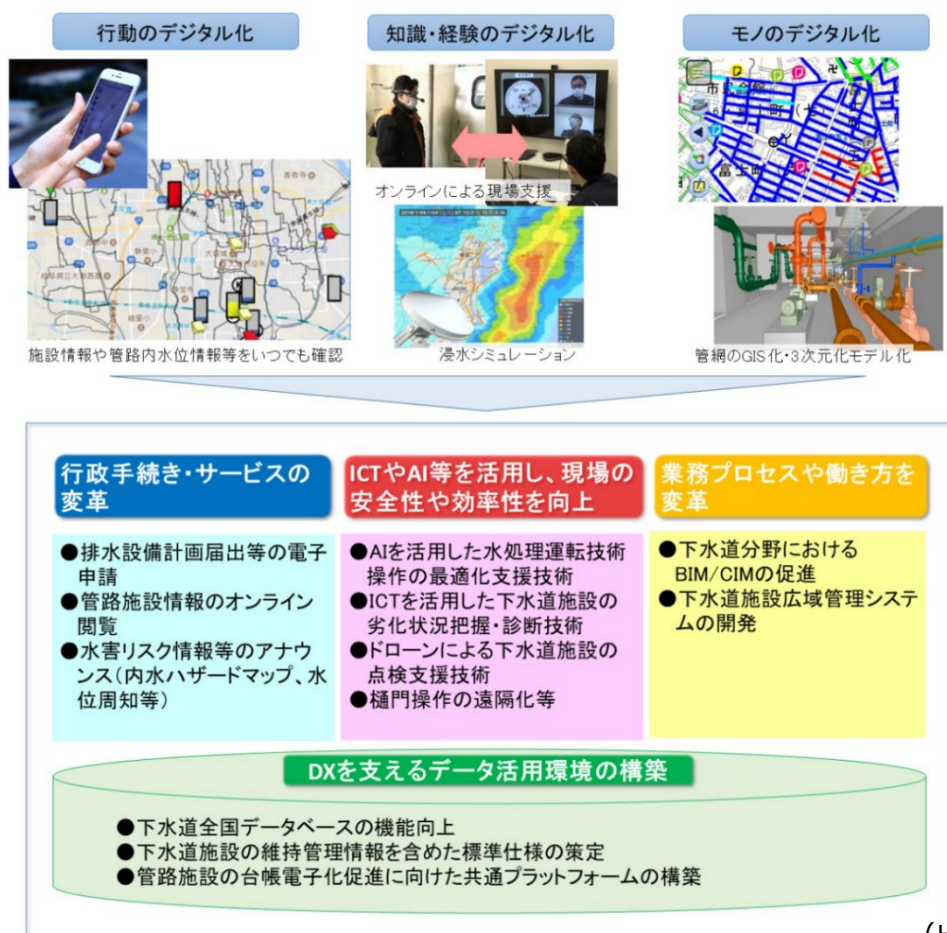 行動のデジタル化
知識・経験のデジタル化
モノのデジタル化
オンラインによる現場支援
施設情報や管路内水位情報等をいつでも確認
浸水シミュレーション
管網のGIS化・3次元化モデル化
行政手続き・サービスの
変革
●排水設備計画届出等の電子
申請
●管路施設情報のオンライン
閲覧
●水害リスク情報等のアナウ
ンス(内水ハザードマップ、水
位周知等)
ICTやAI等を活用し、現場の
安全性や効率性を向上
●AIを活用した水処理運転技術
操作の最適化支援技術
●ICTを活用した下水道施設の
劣化状況把握・診断技術
●ドローンによる下水道施設の
点検支援技術
●樋門操作の遠隔化等
業務プロセスや働き方を
変革
●下水道分野における
BIM/CIMの促進
●下水道施設広域管理システ
ムの開発
DXを支えるデータ活用環境の構築
●下水道全国データベースの機能向上
●下水道施設の維持管理情報を含めた標準仕様の策定
●管路施設の台帳電子化促進に向けた共通プラットフォームの構築